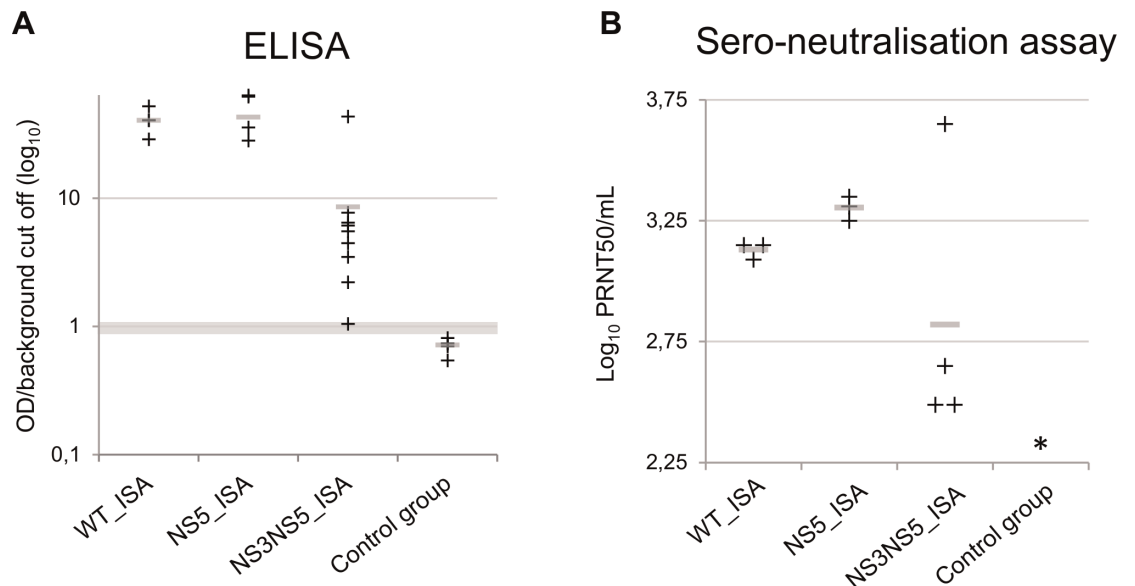 A
ELISA
OD/background cut off (log10)
10
1
0,1
WT_ISA
NS5_ISA
NS3NS5_ISA
Control group
B
Sero-neutralisation assay
Log10 PRNT50/mL
3,75
3,25
2,75
2,25
*
WT_ISA
NS5_ISA
NS3NS5_ISA
Control group